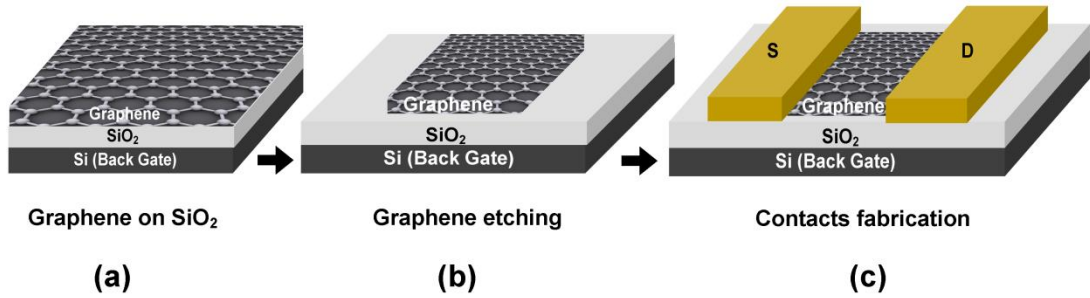 Graphene
SiO₂
Si (Back Gate)
Graphene on SiO₂
(a)
Graphene
SiO₂
Si (Back Gate)
Graphene etching
(b)
S
D
Graphene
SiO₂
Si (Back Gate)
Contacts fabrication
(c)